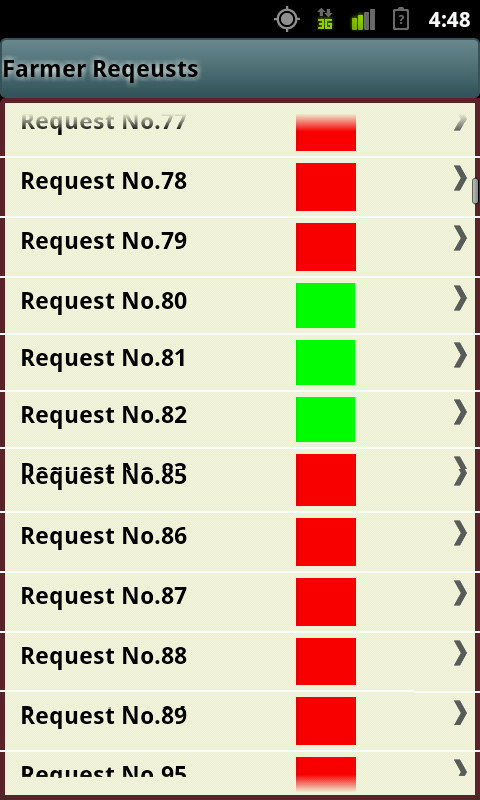 4:48
3G
Farmer Reqeusts
Request No.77
Request No.78
Request No.79
Request No.80
Request No.81
Request No.82
Request No.85
Request No.86
Request No.87
Request No.88
Request No.89
Request No.95